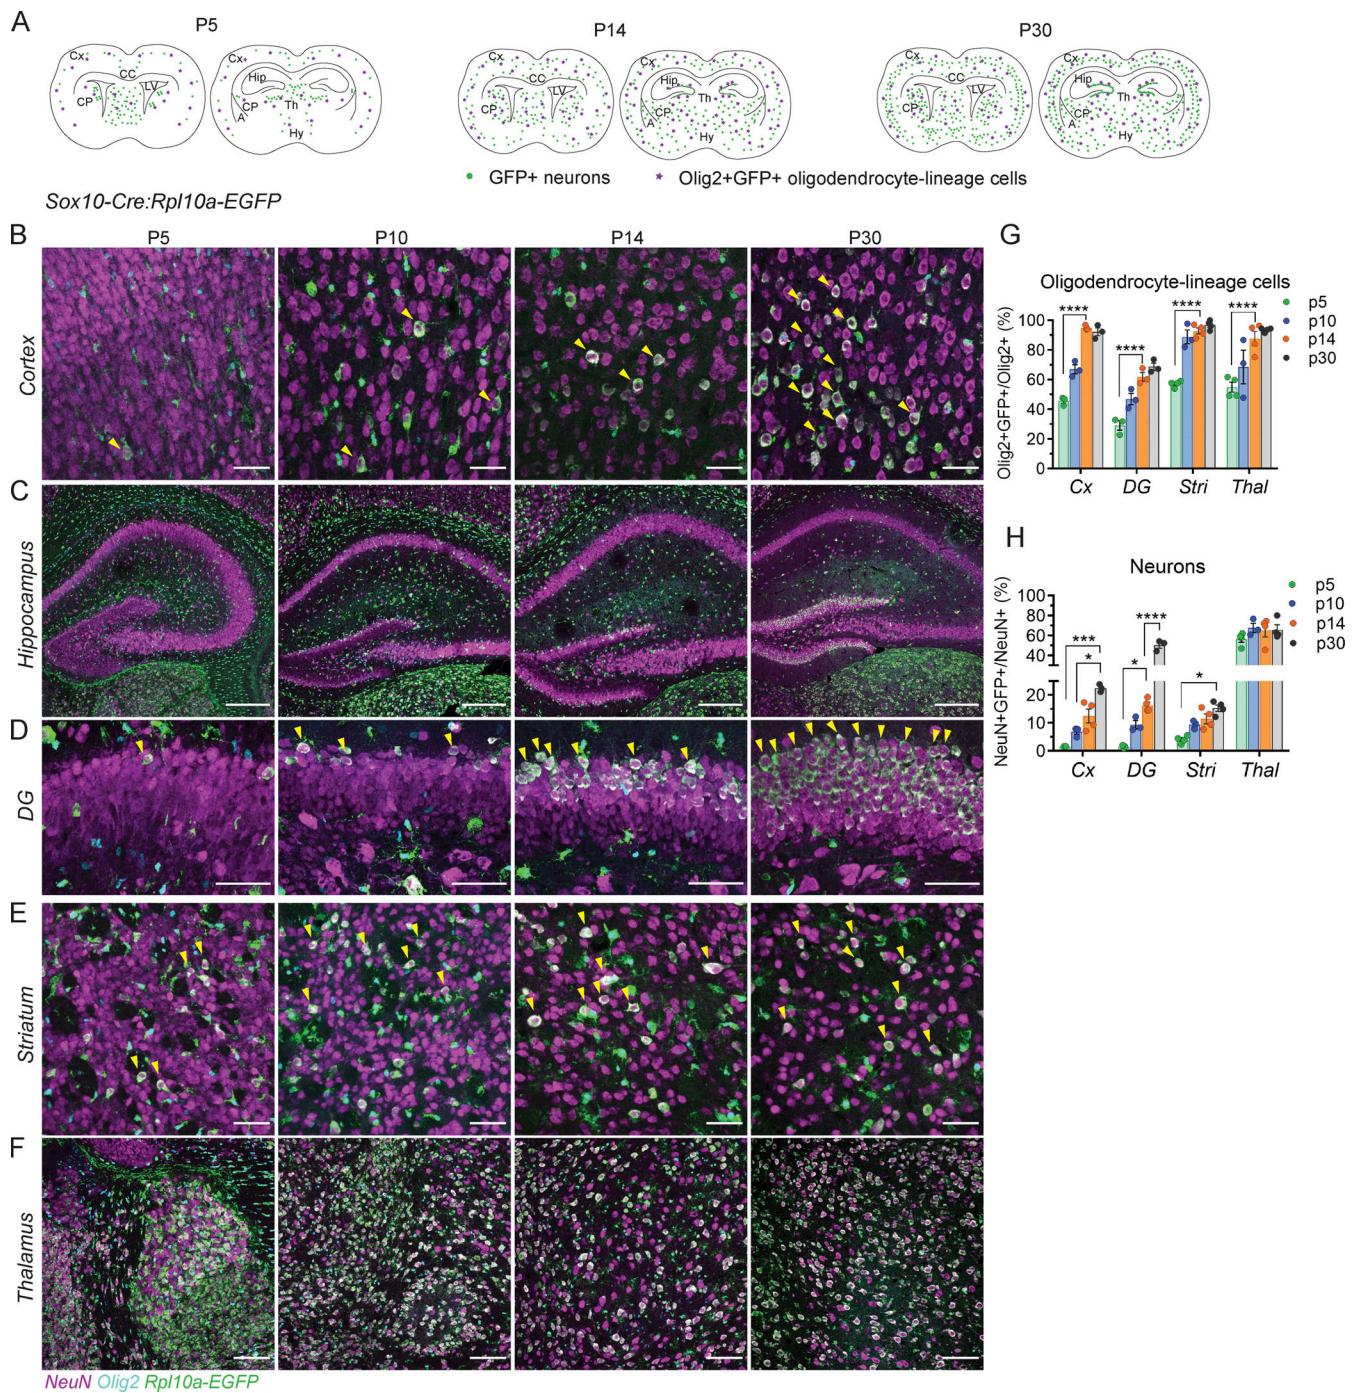 A
P5
P14
P30
Cx
CC
LV
CP
Cx
Hip
Th
CP
A
Hy
Cx
CC
LV
CP
Cx
Hip
Th
CP
A
Hy
Cx
CC
LV
CP
Cx
Hip
Th
CP
A
Hy
GFP+ neurons
Olig2+GFP+ oligodendrocyte-lineage cells
Sox10-Cre:Rpl10a-EGFP
B
P5
P10
P14
P30
Cortex
C
Hippocampus
D
DG
E
Striatum
F
Thalamus
NeuN Olig2 Rpl10a-EGFP
G
Oligodendrocyte-lineage cells
Olig2+GFP+/Olig2+ (%)
100
80
60
40
20
0
****
****
****
****
p5
p10
p14
p30
Cx
DG
Stri
Thal
H
Neurons
NeuN+GFP+/NeuN+ (%)
100
90
80
70
60
50
40
30
20
10
0
***
*
*
****
*
p5
p10
p14
p30
Cx
DG
Stri
Thal